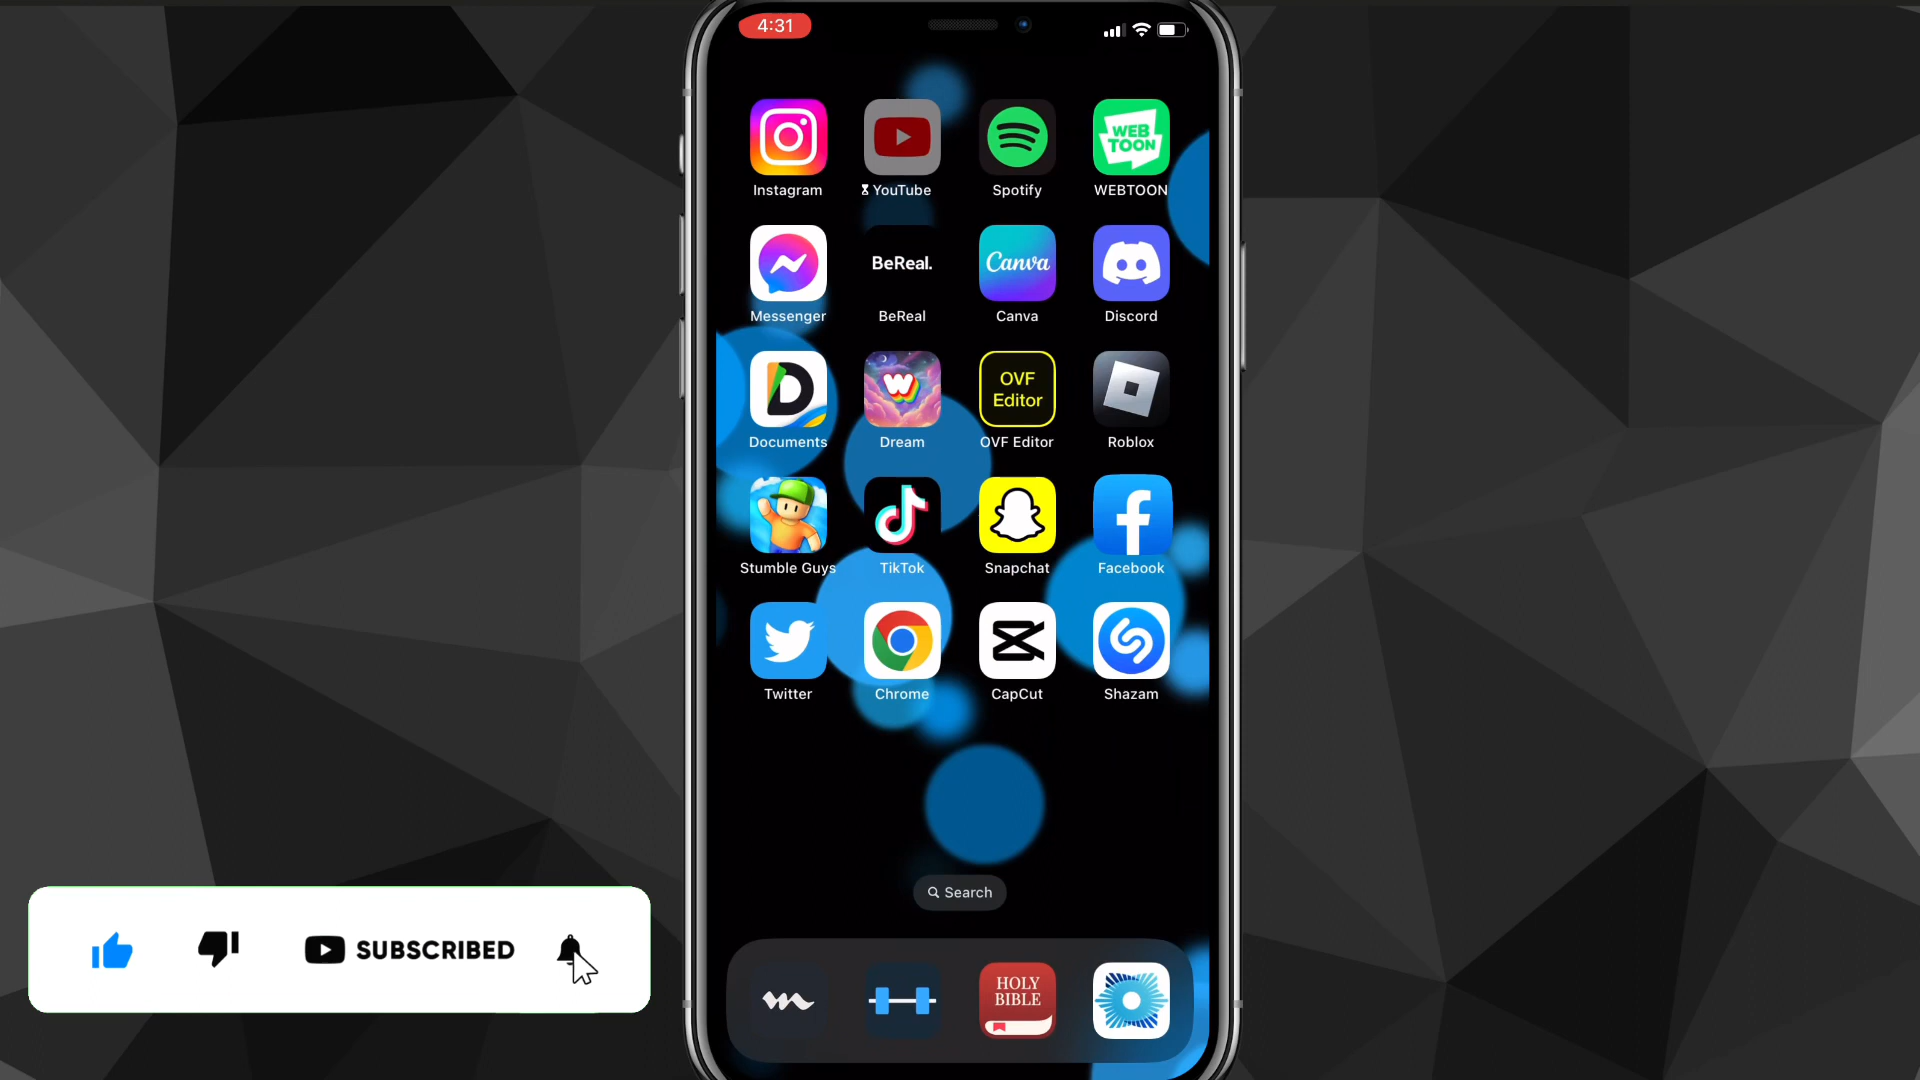 4:31
Instagram
YouTube
Spotify
WEB
TOON
WEBTOON
Messenger
BeReal.
BeReal
Canva
Canva
Discord
Documents
Dream
OVF
Editor
OVF Editor
Roblox
Stumble Guys
TikTok
Snapchat
Facebook
Twitter
Chrome
CapCut
Shazam
Search
HOLY
BIBLE
SUBSCRIBED